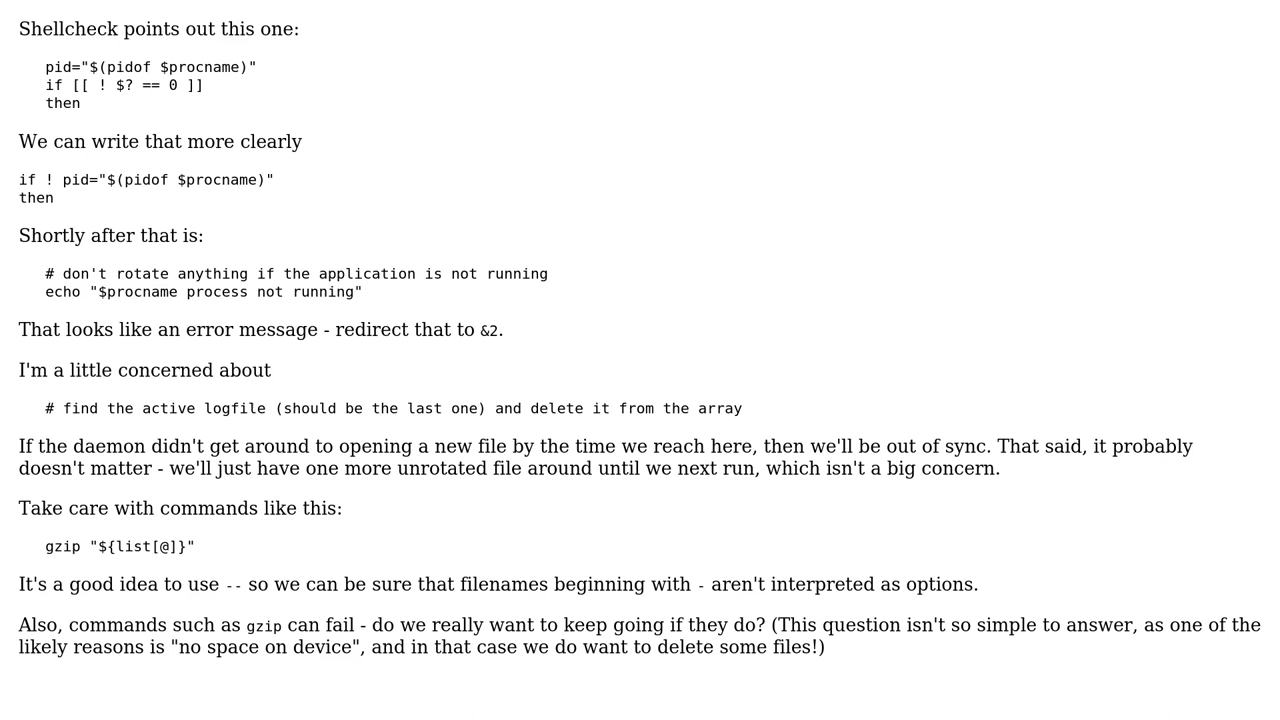 Shellcheck points out this one:
pid="$(pidof $procname)"
if [[ ! $? == 0 ]]
then
We can write that more clearly
if ! pid="$(pidof $procname)"
then
Shortly after that is:
# don't rotate anything if the application is not running
echo "$procname process not running"
That looks like an error message - redirect that to &2.
I'm a little concerned about
# find the active logfile (should be the last one) and delete it from the array
If the daemon didn't get around to opening a new file by the time we reach here, then we'll be out of sync. That said, it probably
doesn't matter - we'll just have one more unrotated file around until we next run, which isn't a big concern.
Take care with commands like this:
gzip "${list[@]}"
It's a good idea to use -- so we can be sure that filenames beginning with - aren't interpreted as options.
Also, commands such as gzip can fail - do we really want to keep going if they do? (This question isn't so simple to answer, as one of the
likely reasons is "no space on device", and in that case we do want to delete some files!)